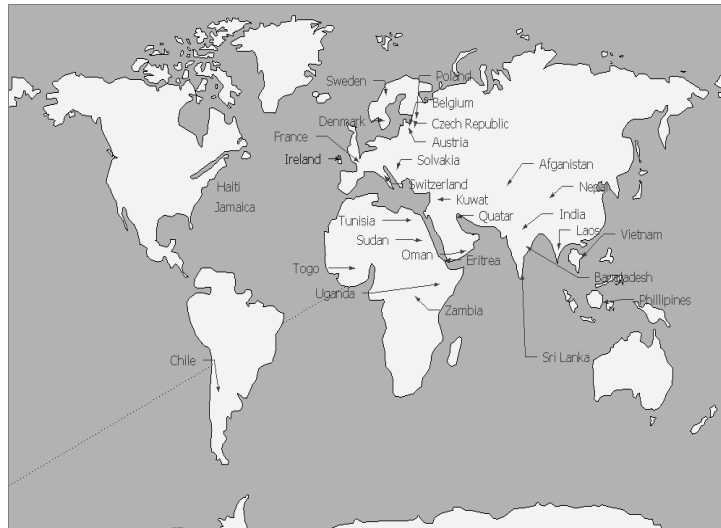 Poland
Sweden
s
Belgium
Denmark
Czech Republic
France
Austria
Ireland
Solvakia
Afganistan
Haiti
Switzerland
Nepal
Jamaica
Kuwat
Tunisia
Quatar
India
Sudan
Laos
Vietnam
Oman
Eritrea
Togo
Bangladesh
Uganda
Phillipines
Zambia
Chile
Sri Lanka